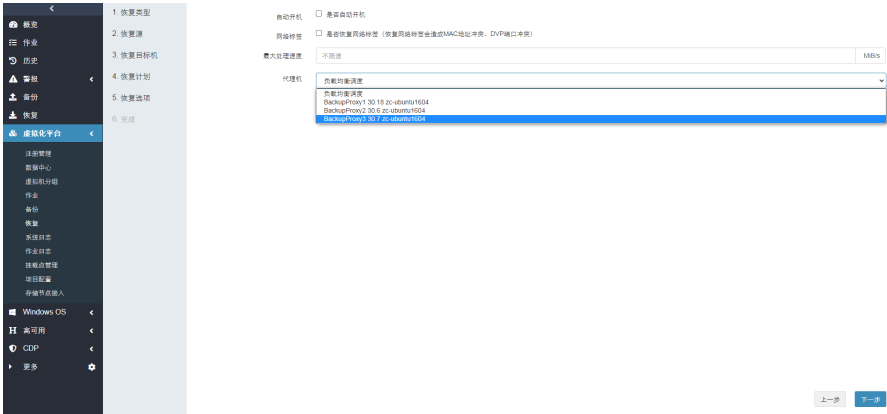 概览
作业
历史
警报
备份
恢复
虚拟化平台
注册管理
数据中心
虚拟机分组
作业
备份
恢复
系统日志
作业日志
挂载点管理
项目配置
存储节点接入
Windows OS
高可用
CDP
更多
1. 恢复类型
2. 恢复源
3. 恢复目标机
4. 恢复计划
5. 恢复选项
6. 完成
自动开机 是否自动开机
网络标签 是否恢复网络标签（恢复网络标签会造成MAC地址冲突、DVP端口冲突）
最大处理速度 不限速 MiB/s
代理机 负载均衡调度
负载均衡调度
BackupProxy1 30.18 zc-ubuntu1604
BackupProxy2 30.6 zc-ubuntu1604
BackupProxy3 30.7 zc-ubuntu1604
上一步 下一步